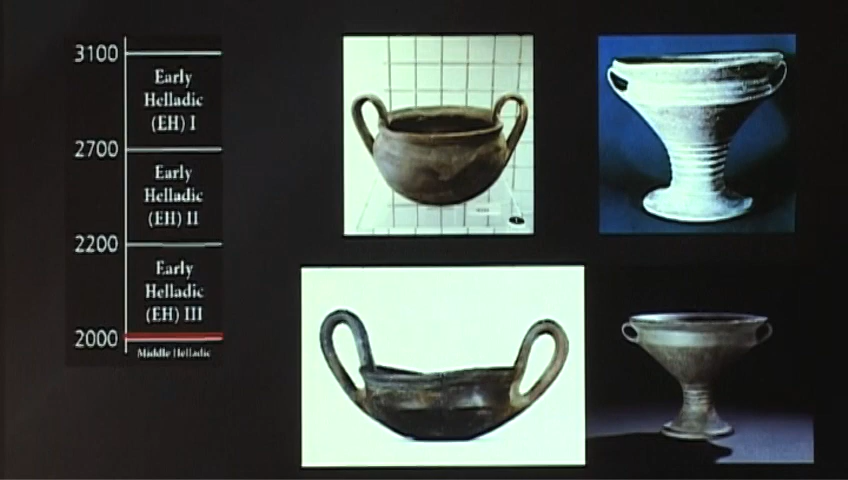 3100
Early
Helladic
(EH) I
2700
Early
Helladic
(EH) II
2200
Early
Helladic
(EH) III
2000
Middle Helladic